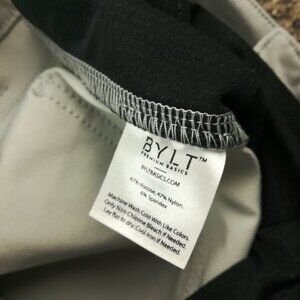 BYLT™
PREMIUM BASICS
BYLTBASICS.COM
47% Viscose, 47% Nylon,
6% Spandex
Machine Wash Cold With Like Colors.
Only Non-Chlorine Bleach if Needed.
Lay flat to dry; Cool Iron if Needed.